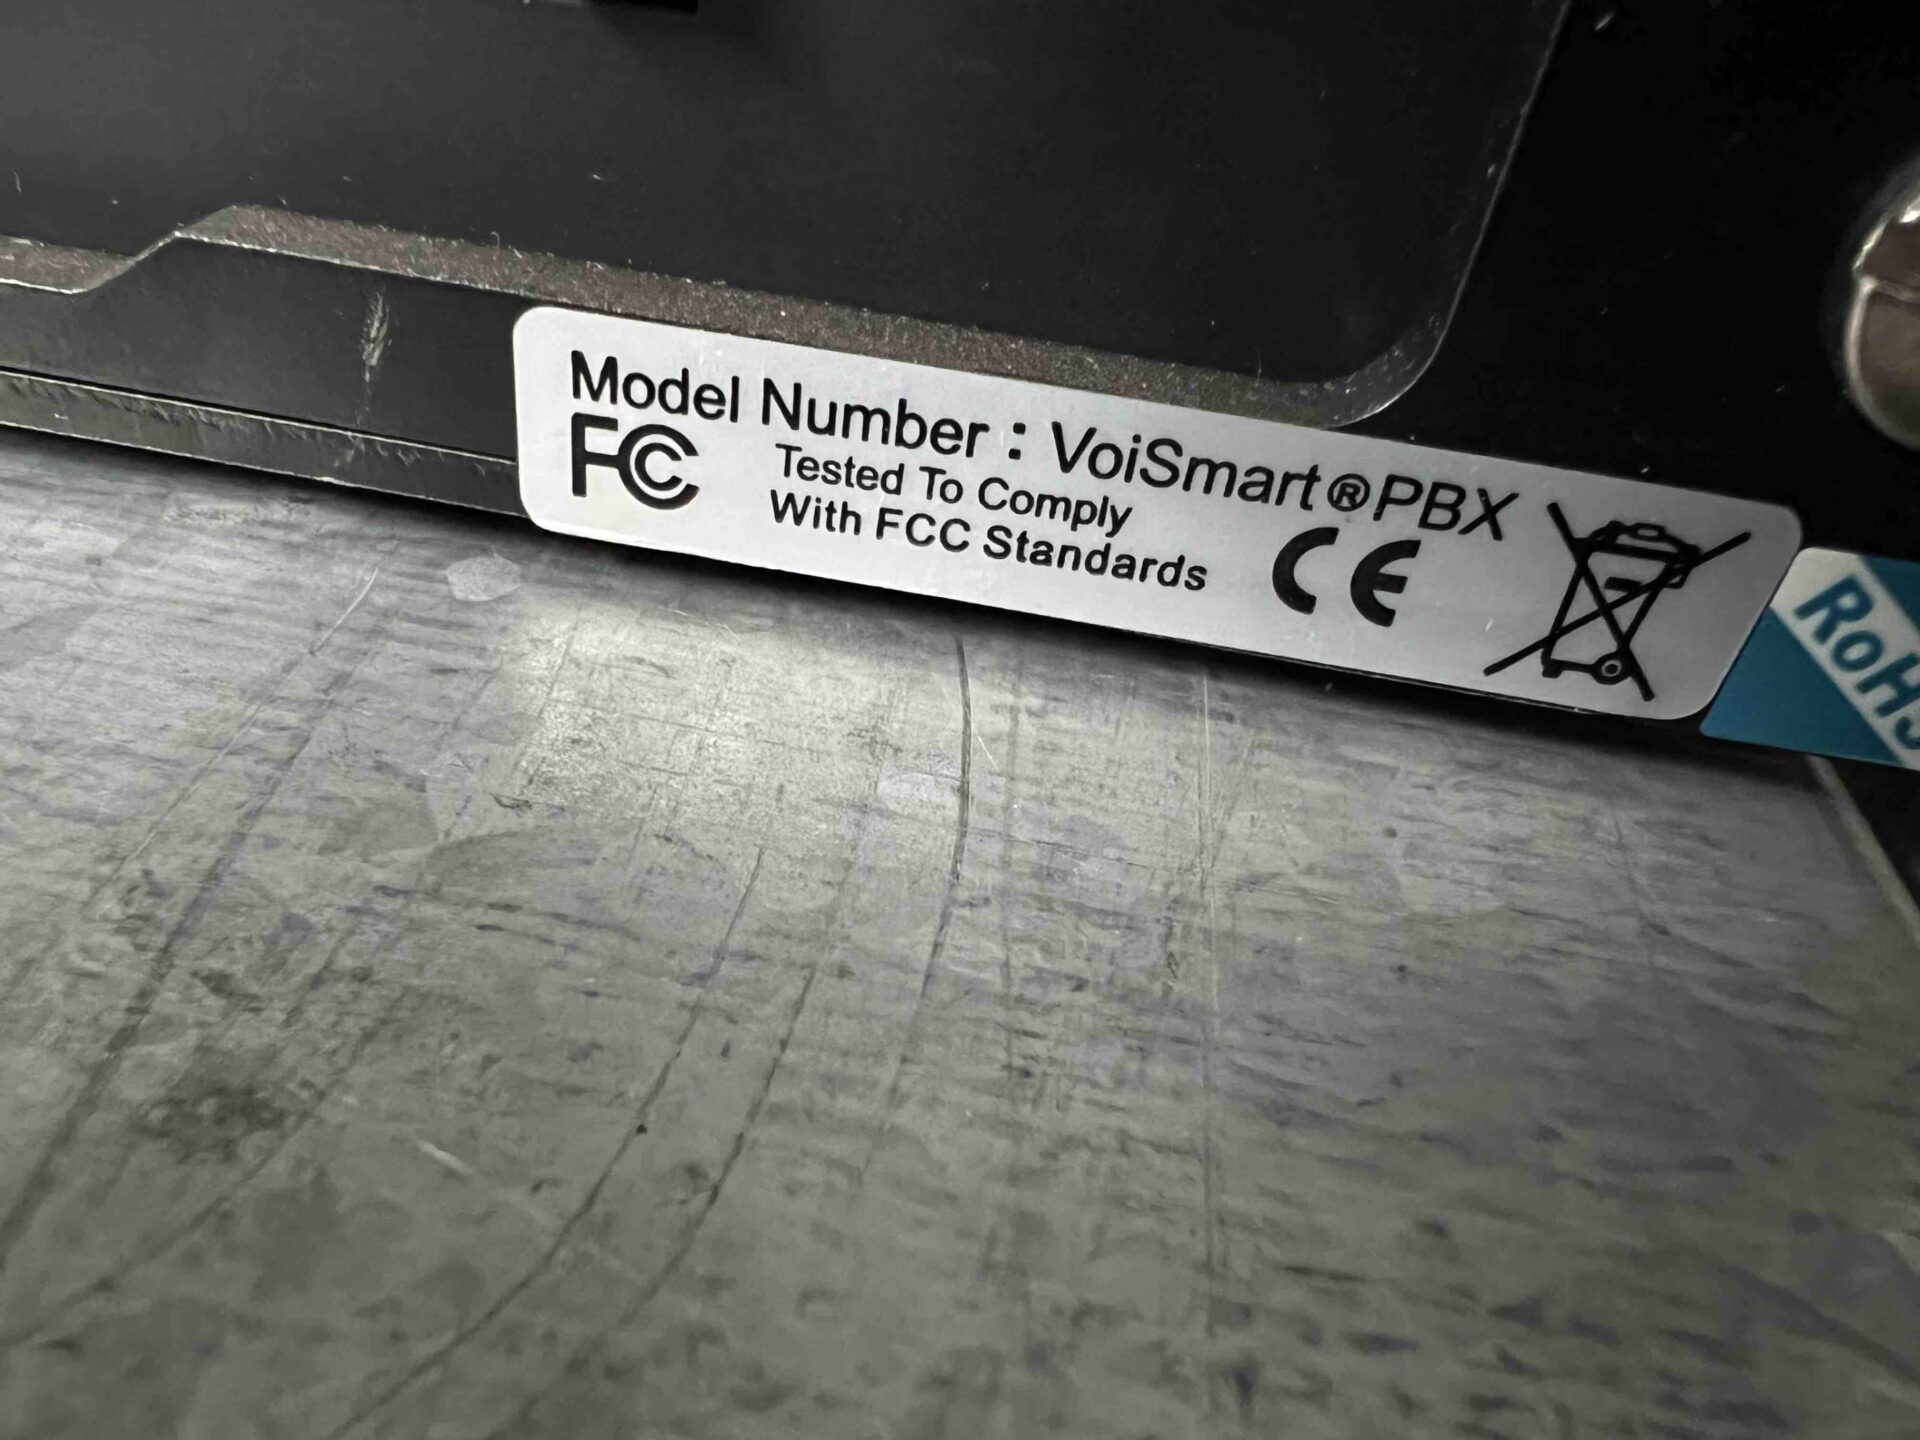 Model Number : VoiSmart®PBX
FC Tested To Comply
With FCC Standards
CE
RoHS